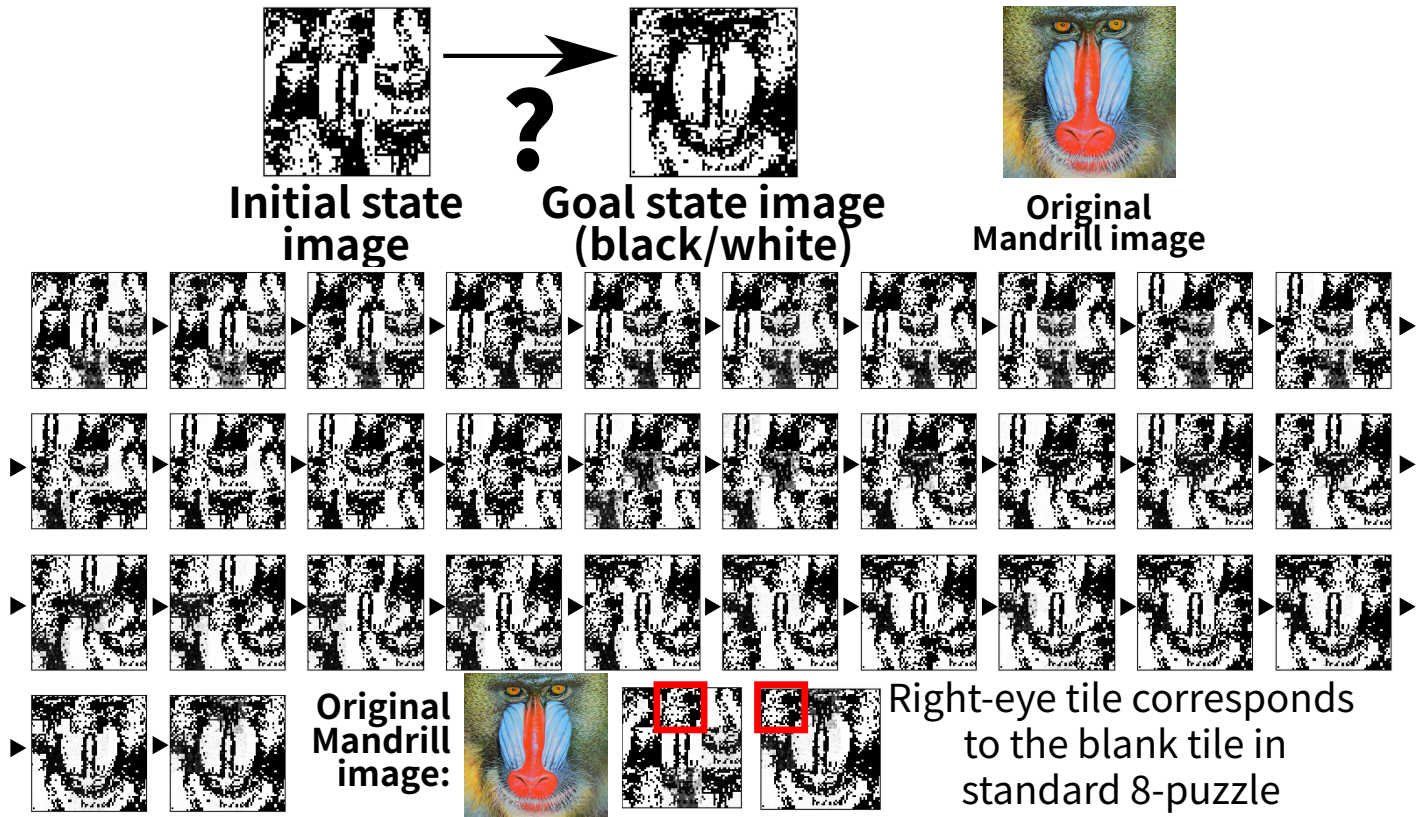 ?
Initial state
image
Goal state image
(black/white)
Original
Mandrill image
Original
Mandrill
image:
Right-eye tile corresponds
to the blank tile in
standard 8-puzzle